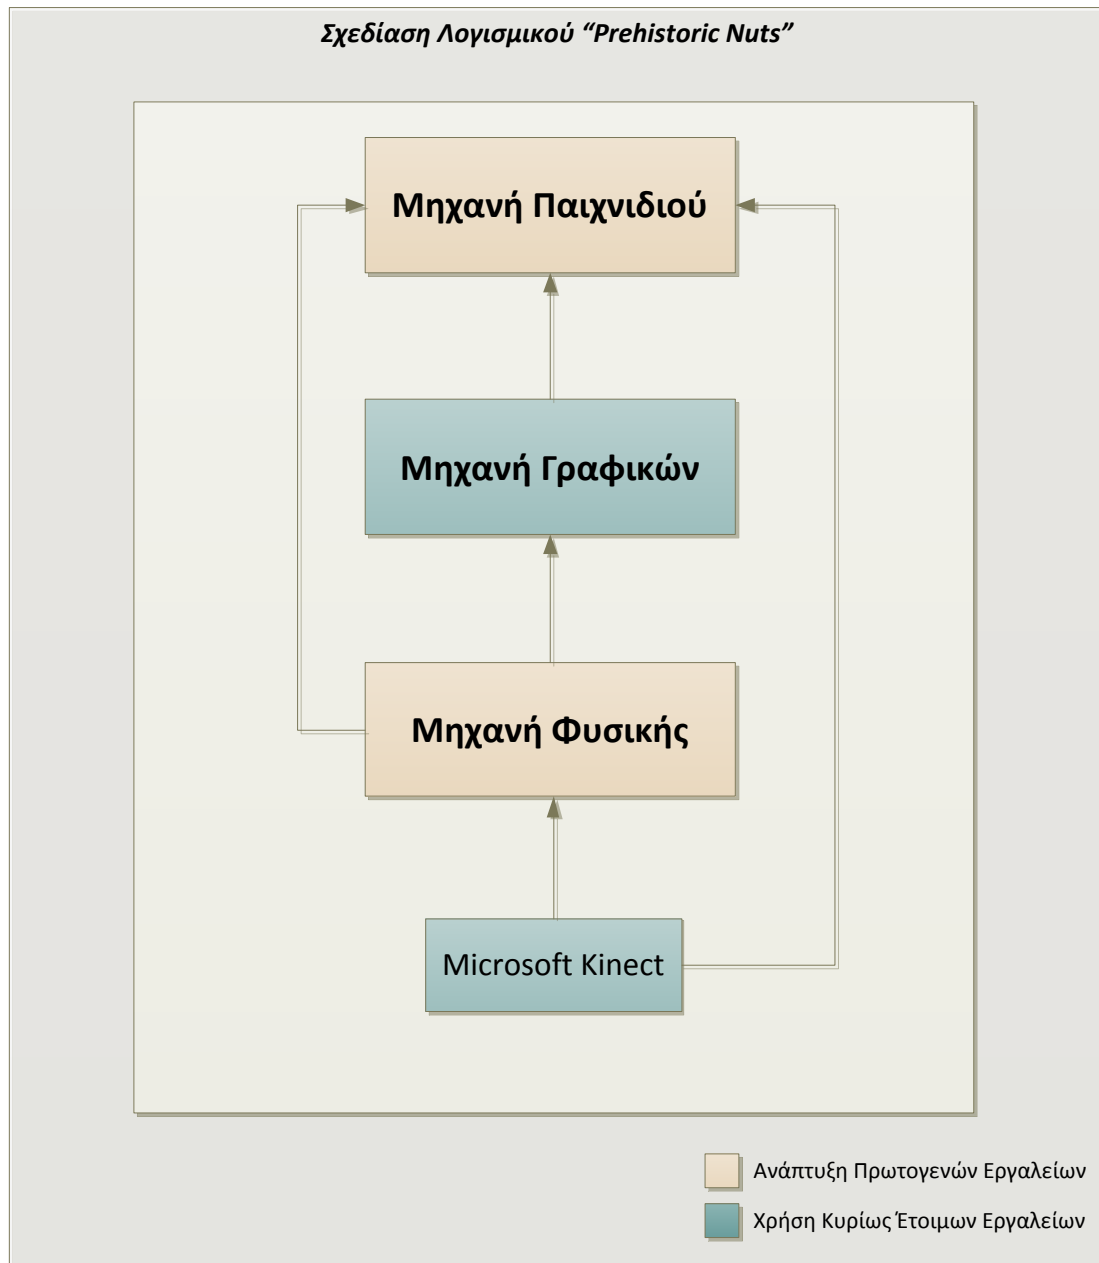 Σχεδίαση Λογισμικού “Prehistoric Nuts”
Μηχανή Παιχνιδιού
Μηχανή Γραφικών
Μηχανή Φυσικής
Microsoft Kinect
Ανάπτυξη Πρωτογενών Εργαλείων
Χρήση Κυρίως Έτοιμων Εργαλείων